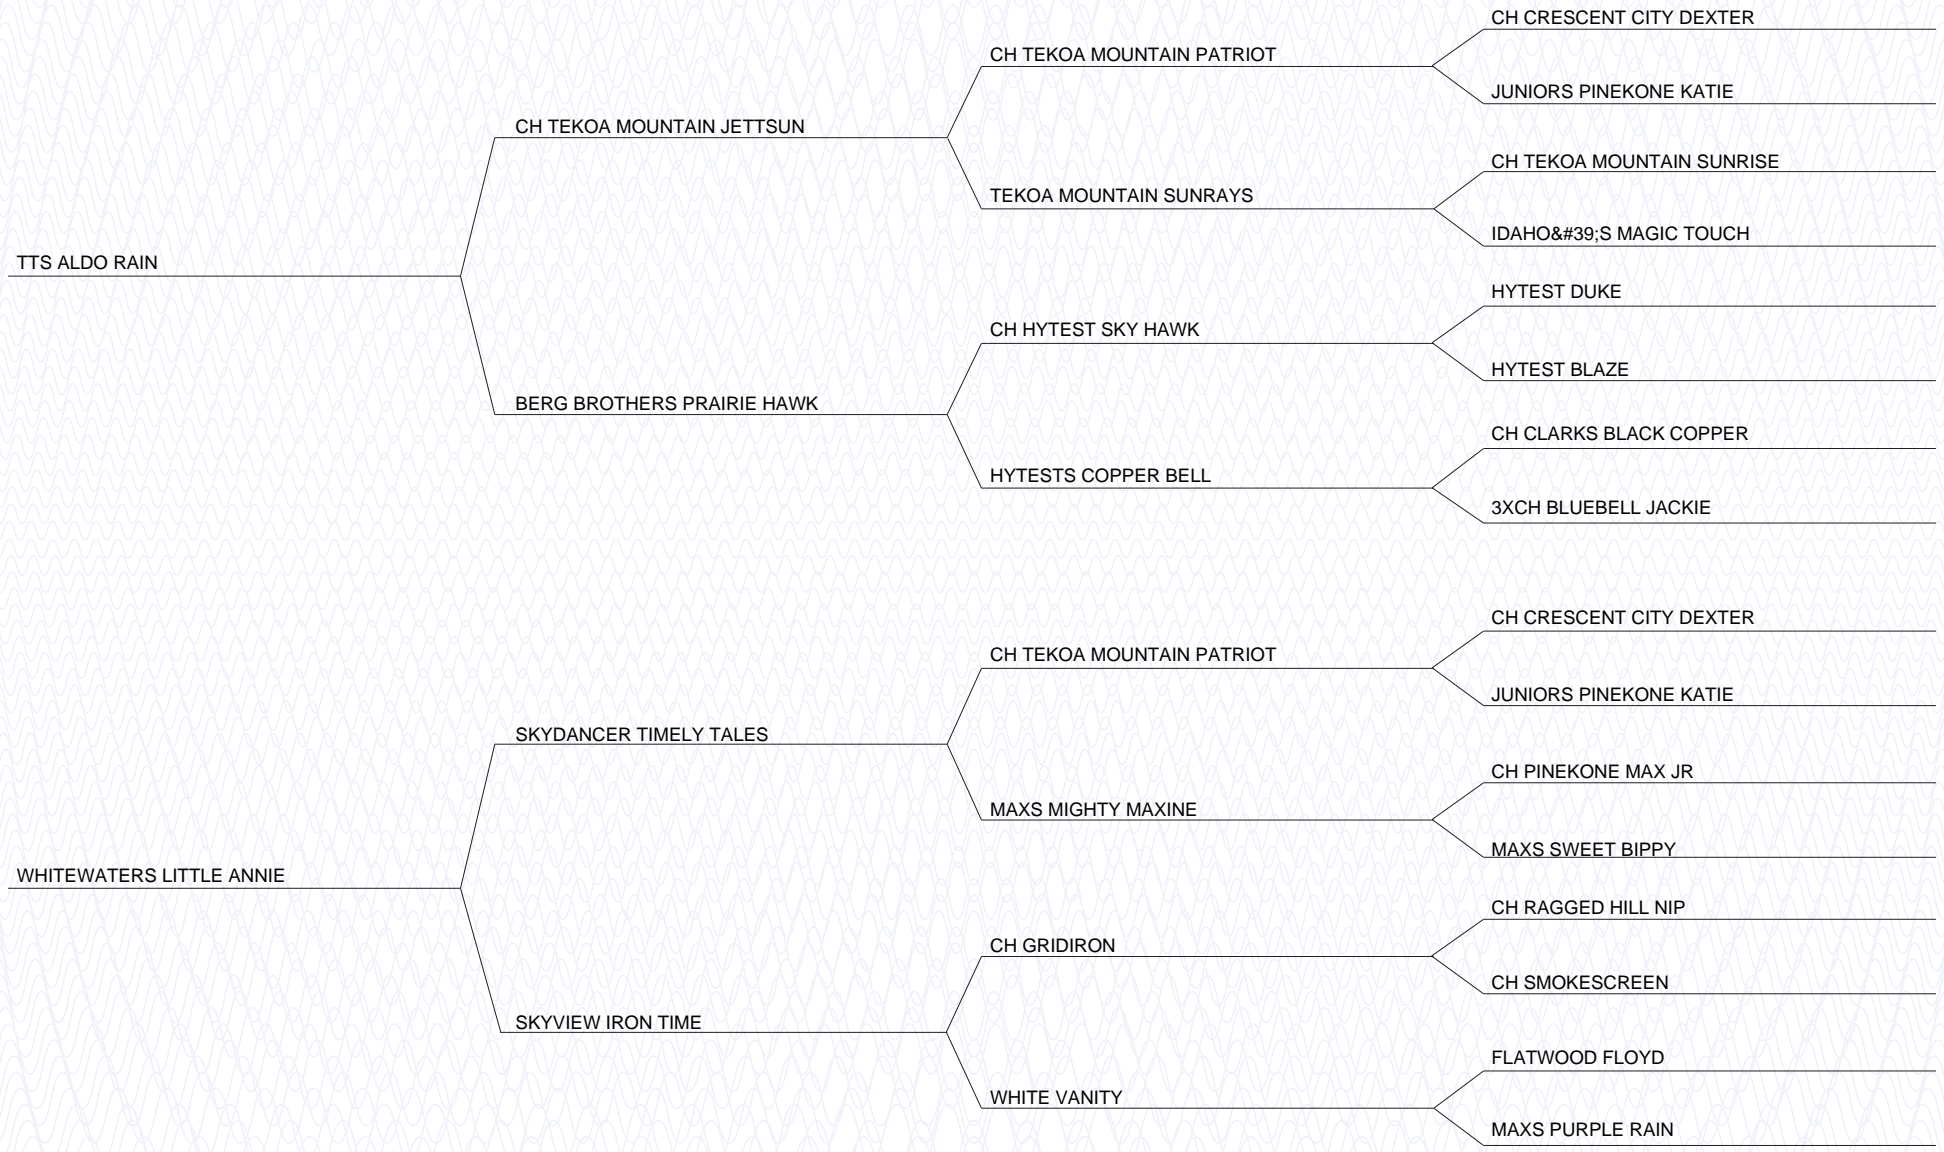 CH CRESCENT CITY DEXTER
CH TEKOA MOUNTAIN PATRIOT
JUNIORS PINEKONE KATIE
CH TEKOA MOUNTAIN JETTSUN
CH TEKOA MOUNTAIN SUNRISE
TEKOA MOUNTAIN SUNRAYS
IDAHO&#39;S MAGIC TOUCH
TTS ALDO RAIN
HYTEST DUKE
CH HYTEST SKY HAWK
HYTEST BLAZE
BERG BROTHERS PRAIRIE HAWK
CH CLARKS BLACK COPPER
HYTESTS COPPER BELL
3XCH BLUEBELL JACKIE
CH CRESCENT CITY DEXTER
CH TEKOA MOUNTAIN PATRIOT
JUNIORS PINEKONE KATIE
SKYDANCER TIMELY TALES
CH PINEKONE MAX JR
MAXS MIGHTY MAXINE
MAXS SWEET BIPPY
WHITEWATERS LITTLE ANNIE
CH RAGGED HILL NIP
CH GRIDIRON
CH SMOKESCREEN
SKYVIEW IRON TIME
FLATWOOD FLOYD
WHITE VANITY
MAXS PURPLE RAIN